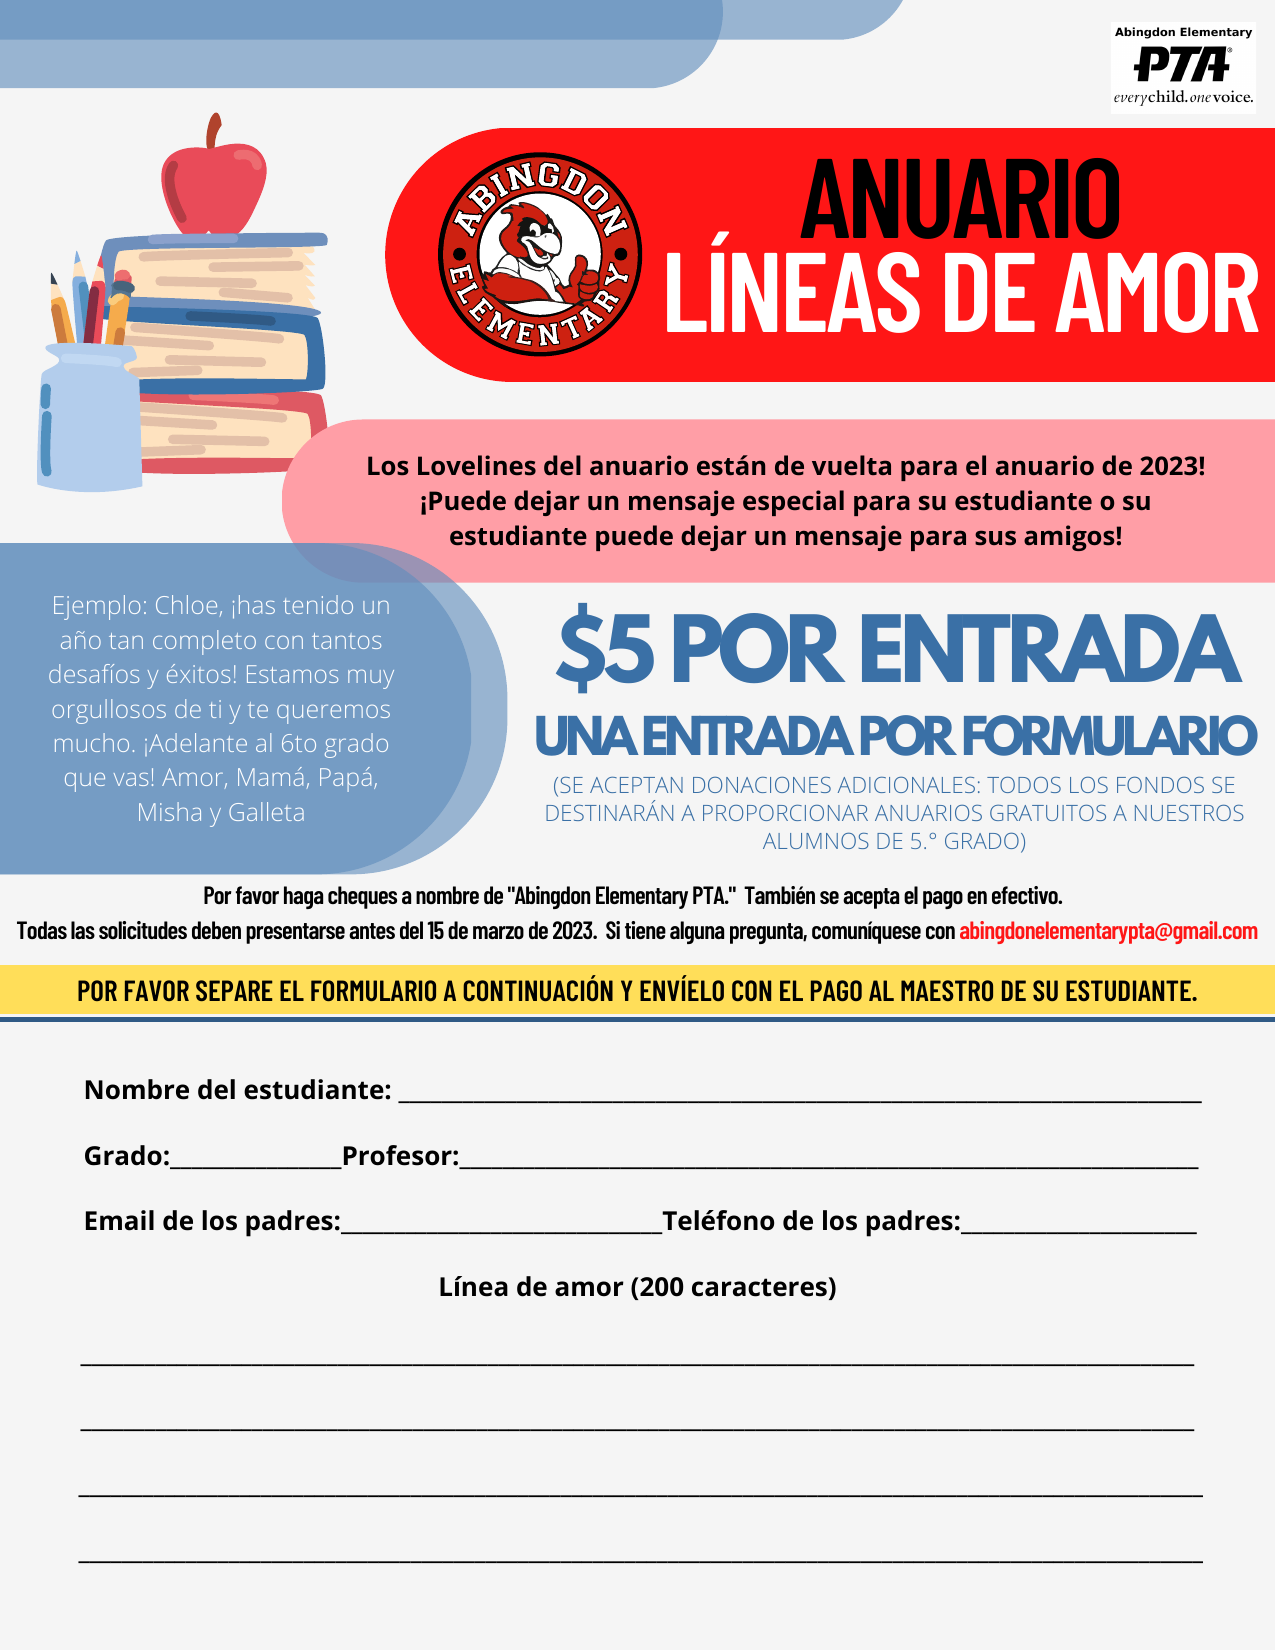 Abingdon Elementary
PTA®
everychild.onevoice.
ABINGDON
ELEMENTARY
ANUARIO
LÍNEAS DE AMOR
Los Lovelines del anuario están de vuelta para el anuario de 2023!
¡Puede dejar un mensaje especial para su estudiante o su
estudiante puede dejar un mensaje para sus amigos!
Ejemplo: Chloe, ¡has tenido un
año tan completo con tantos
desafíos y éxitos! Estamos muy
orgullosos de ti y te queremos
mucho. ¡Adelante al 6to grado
que vas! Amor, Mamá, Papá,
Misha y Galleta
$5 POR ENTRADA
UNA ENTRADA POR FORMULARIO
(SE ACEPTAN DONACIONES ADICIONALES: TODOS LOS FONDOS SE
DESTINARÁN A PROPORCIONAR ANUARIOS GRATUITOS A NUESTROS
ALUMNOS DE 5.° GRADO)
Por favor haga cheques a nombre de "Abingdon Elementary PTA." También se acepta el pago en efectivo.
Todas las solicitudes deben presentarse antes del 15 de marzo de 2023. Si tiene alguna pregunta, comuníquese con abingdonelementarypta@gmail.com
POR FAVOR SEPARE EL FORMULARIO A CONTINUACIÓN Y ENVÍELO CON EL PAGO AL MAESTRO DE SU ESTUDIANTE.
Nombre del estudiante:
Grado: Profesor:
Email de los padres: Teléfono de los padres:
Línea de amor (200 caracteres)